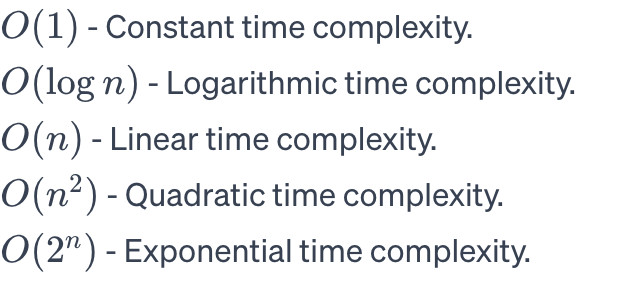 O(1) - Constant time complexity.
O(log n) - Logarithmic time complexity.
O(n) - Linear time complexity.
O(n²) - Quadratic time complexity.
O(2ⁿ) - Exponential time complexity.